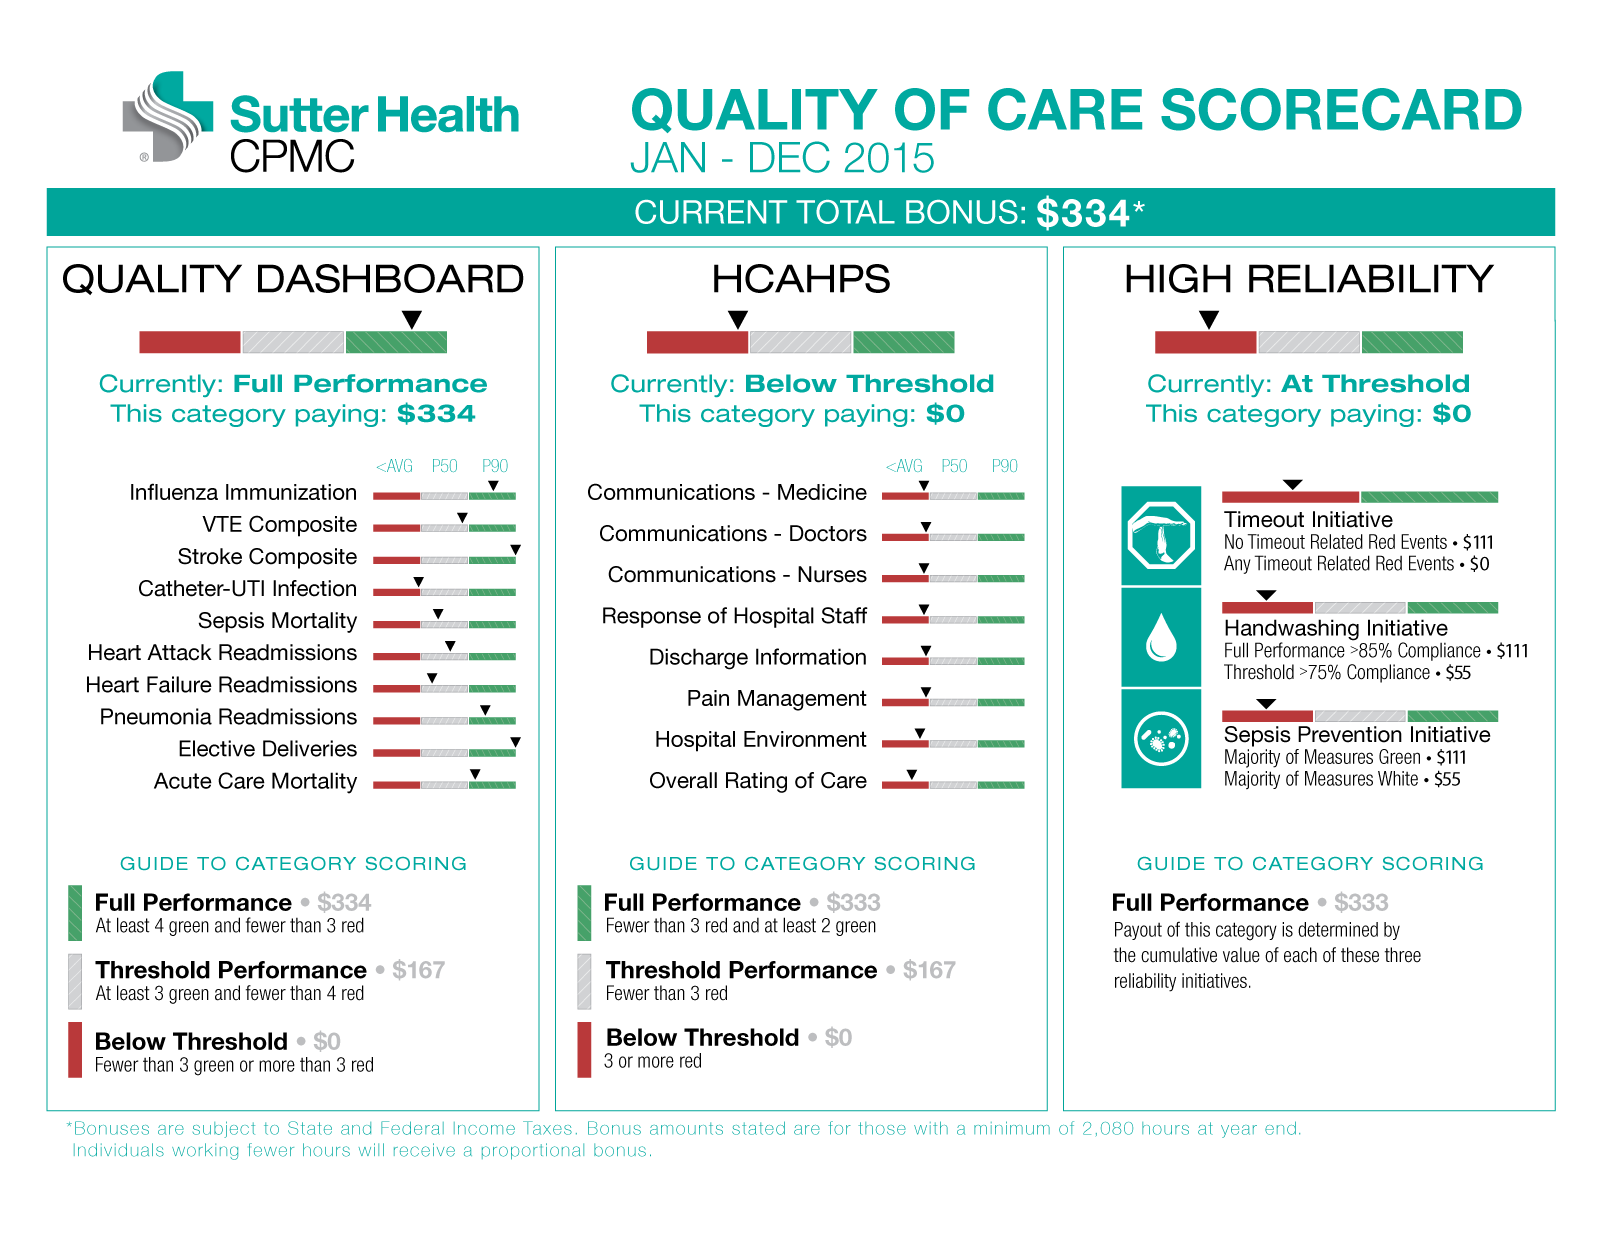 Sutter Health
CPMC
®
QUALITY OF CARE SCORECARD
JAN - DEC 2015
CURRENT TOTAL BONUS: $334*
QUALITY DASHBOARD
Currently: Full Performance
This category paying: $334
<AVG P50 P90
Influenza Immunization
VTE Composite
Stroke Composite
Catheter-UTI Infection
Sepsis Mortality
Heart Attack Readmissions
Heart Failure Readmissions
Pneumonia Readmissions
Elective Deliveries
Acute Care Mortality
GUIDE TO CATEGORY SCORING
Full Performance • $334
At least 4 green and fewer than 3 red
Threshold Performance • $167
At least 3 green and fewer than 4 red
Below Threshold • $0
Fewer than 3 green or more than 3 red
HCAHPS
Currently: Below Threshold
This category paying: $0
<AVG P50 P90
Communications - Medicine
Communications - Doctors
Communications - Nurses
Response of Hospital Staff
Discharge Information
Pain Management
Hospital Environment
Overall Rating of Care
GUIDE TO CATEGORY SCORING
Full Performance • $333
Fewer than 3 red and at least 2 green
Threshold Performance • $167
Fewer than 3 red
Below Threshold • $0
3 or more red
HIGH RELIABILITY
Currently: At Threshold
This category paying: $0
Timeout Initiative
No Timeout Related Red Events • $111
Any Timeout Related Red Events • $0
Handwashing Initiative
Full Performance >85% Compliance • $111
Threshold >75% Compliance • $55
Sepsis Prevention Initiative
Majority of Measures Green • $111
Majority of Measures White • $55
GUIDE TO CATEGORY SCORING
Full Performance • $333
Payout of this category is determined by
the cumulative value of each of these three
reliability initiatives.
*Bonuses are subject to State and Federal Income Taxes. Bonus amounts stated are for those with a minimum of 2,080 hours at year end.
Individuals working fewer hours will receive a proportional bonus.